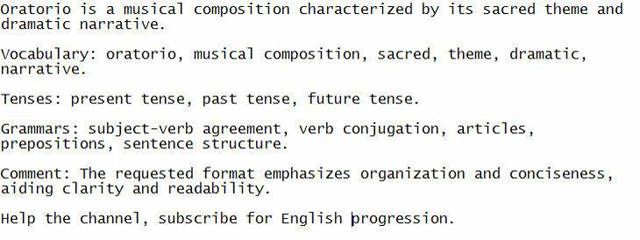 Oratorio is a musical composition characterized by its sacred theme and
dramatic narrative.
Vocabulary: oratorio, musical composition, sacred, theme, dramatic,
narrative.
Tenses: present tense, past tense, future tense.
Grammars: subject-verb agreement, verb conjugation, articles,
prepositions, sentence structure.
Comment: The requested format emphasizes organization and conciseness,
aiding clarity and readability.
Help the channel, subscribe for English progression.